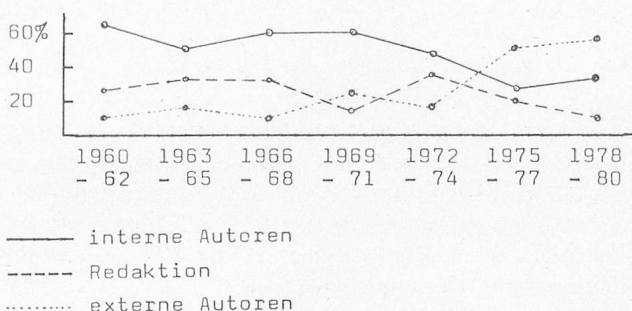 60%
40
20
1960 1963 1966 1969 1972 1975 1978
- 62 - 65 - 68 - 71 - 74 - 77 - 80
interne Autoren
Redaktion
externe Autoren